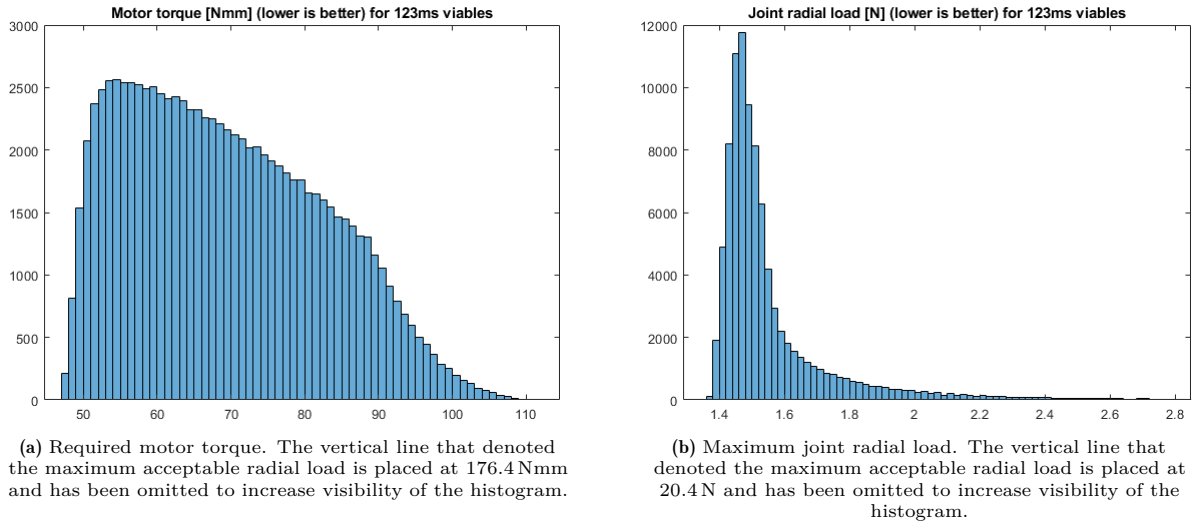 Motor torque [Nmm] (lower is better) for 123ms viables
3000
2500
2000
1500
1000
500
0
50 60 70 80 90 100 110
(a) Required motor torque. The vertical line that denoted
the maximum acceptable radial load is placed at 176.4 Nmm
and has been omitted to increase visibility of the histogram.
Joint radial load [N] (lower is better) for 123ms viables
12000
10000
8000
6000
4000
2000
0
1.4 1.6 1.8 2 2.2 2.4 2.6 2.8
(b) Maximum joint radial load. The vertical line that
denoted the maximum acceptable radial load is placed at
20.4 N and has been omitted to increase visibility of the
histogram.